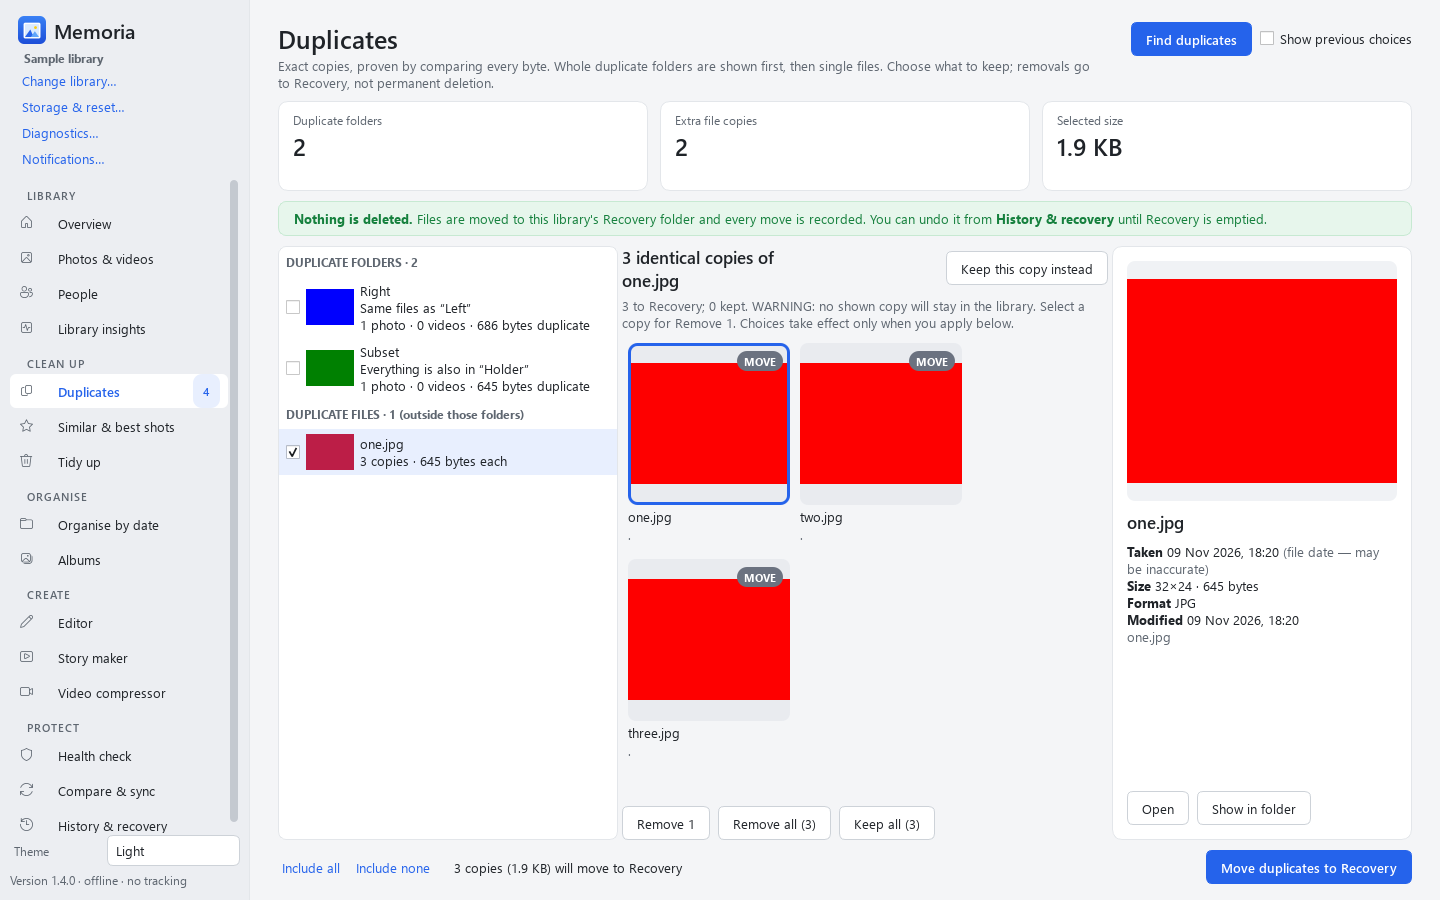 Memoria
Sample library
Change library...
Storage & reset...
Diagnostics...
Notifications...
LIBRARY
Overview
Photos & videos
People
Library insights
CLEAN UP
Duplicates 4
Similar & best shots
Tidy up
ORGANISE
Organise by date
Albums
CREATE
Editor
Story maker
Video compressor
PROTECT
Health check
Compare & sync
History & recovery
Theme Light
Version 1.4.0 · offline · no tracking
Duplicates
Find duplicates Show previous choices
Exact copies, proven by comparing every byte. Whole duplicate folders are shown first, then single files. Choose what to keep; removals go
to Recovery, not permanent deletion.
Duplicate folders
2
Extra file copies
2
Selected size
1.9 KB
Nothing is deleted. Files are moved to this library's Recovery folder and every move is recorded. You can undo it from History & recovery until Recovery is emptied.
DUPLICATE FOLDERS · 2
Right
Same files as “Left”
1 photo · 0 videos · 686 bytes duplicate
Subset
Everything is also in “Holder”
1 photo · 0 videos · 645 bytes duplicate
DUPLICATE FILES · 1 (outside those folders)
one.jpg
3 copies · 645 bytes each
3 identical copies of
one.jpg
Keep this copy instead
3 to Recovery; 0 kept. WARNING: no shown copy will stay in the library. Select a
copy for Remove 1. Choices take effect only when you apply below.
MOVE
one.jpg
.
MOVE
two.jpg
.
MOVE
three.jpg
.
Remove 1 Remove all (3) Keep all (3)
one.jpg
Taken 09 Nov 2026, 18:20 (file date — may
be inaccurate)
Size 32×24 · 645 bytes
Format JPG
Modified 09 Nov 2026, 18:20
one.jpg
Open Show in folder
Include all Include none 3 copies (1.9 KB) will move to Recovery
Move duplicates to Recovery